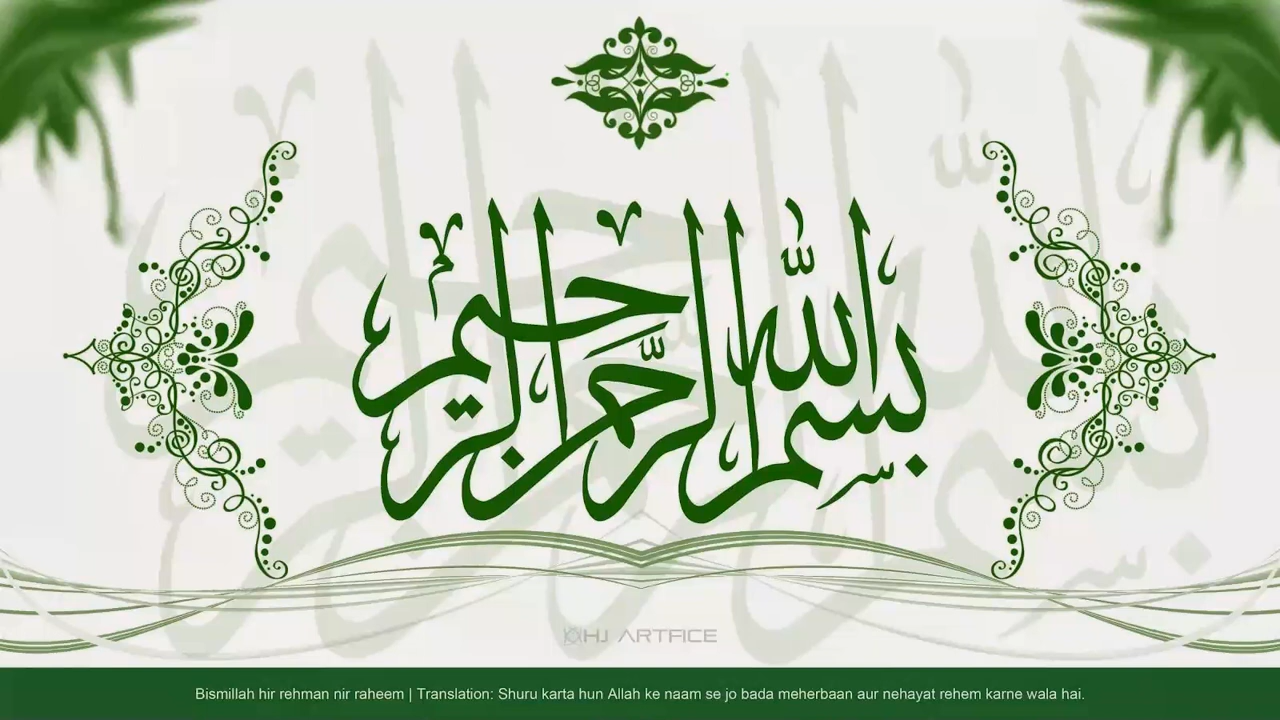 بسم الله الرحمن الرحيم
HJ ARTFICE
Bismillah hir rehman nir raheem | Translation: Shuru karta hun Allah ke naam se jo bada meherbaan aur nehayat rehem karne wala hai.